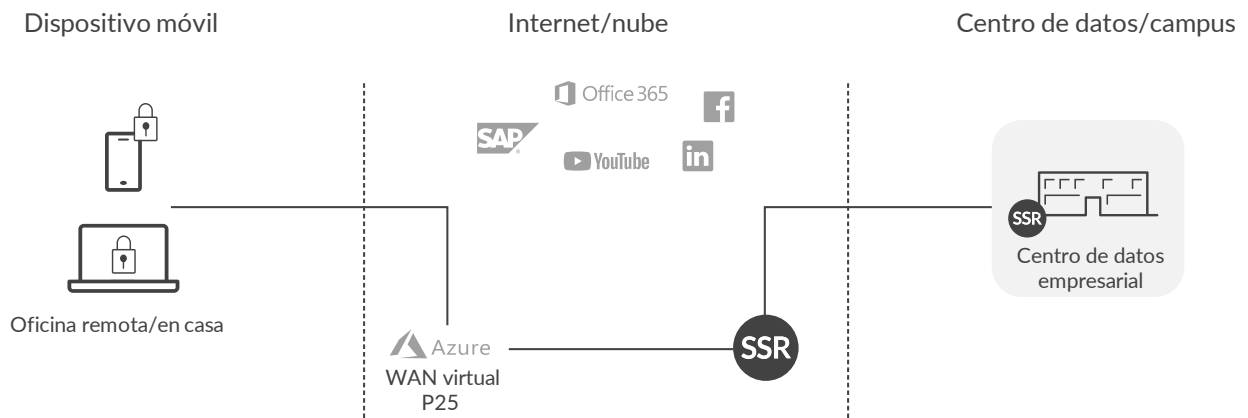 Dispositivo móvil
Internet/nube
Centro de datos/campus
Office 365
SAP
YouTube
in
f
SSR
Centro de datos
empresarial
Oficina remota/en casa
Azure
WAN virtual
P25
SSR